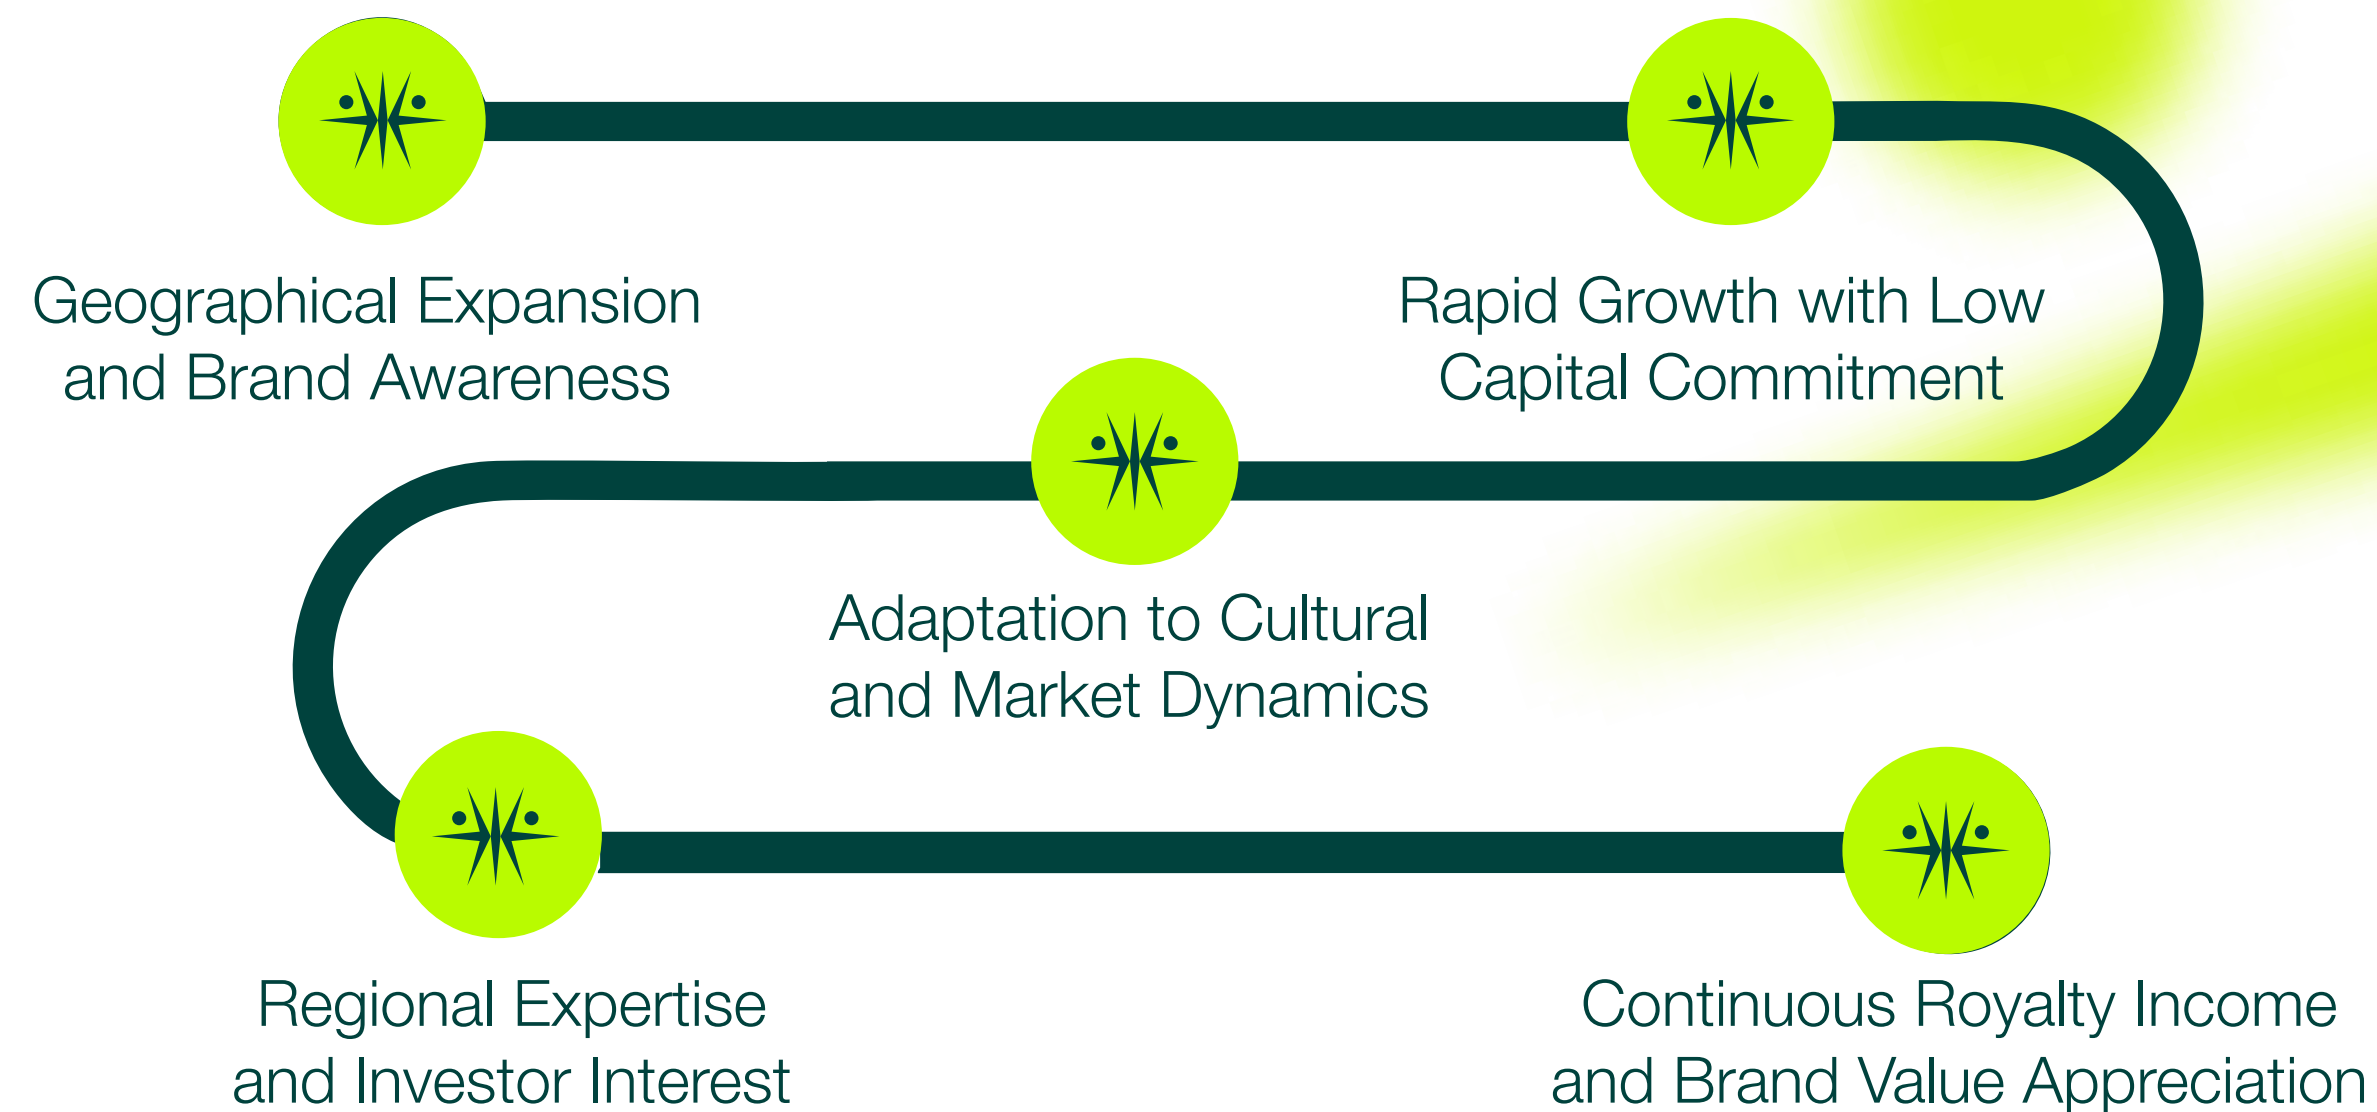 Geographical Expansion
and Brand Awareness
Rapid Growth with Low
Capital Commitment
Adaptation to Cultural
and Market Dynamics
Regional Expertise
and Investor Interest
Continuous Royalty Income
and Brand Value Appreciation